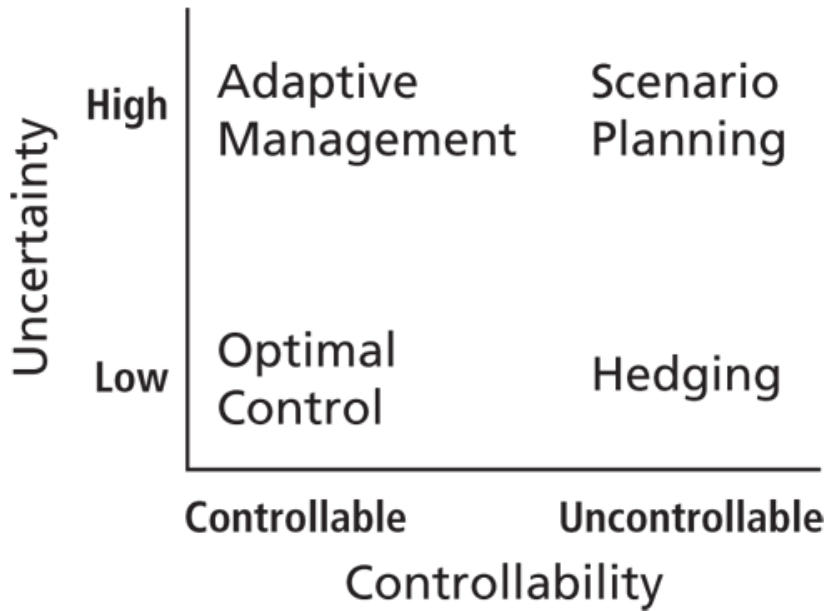 Uncertainty
High
Adaptive
Management
Scenario
Planning
Low
Optimal
Control
Hedging
Controllable
Uncontrollable
Controllability